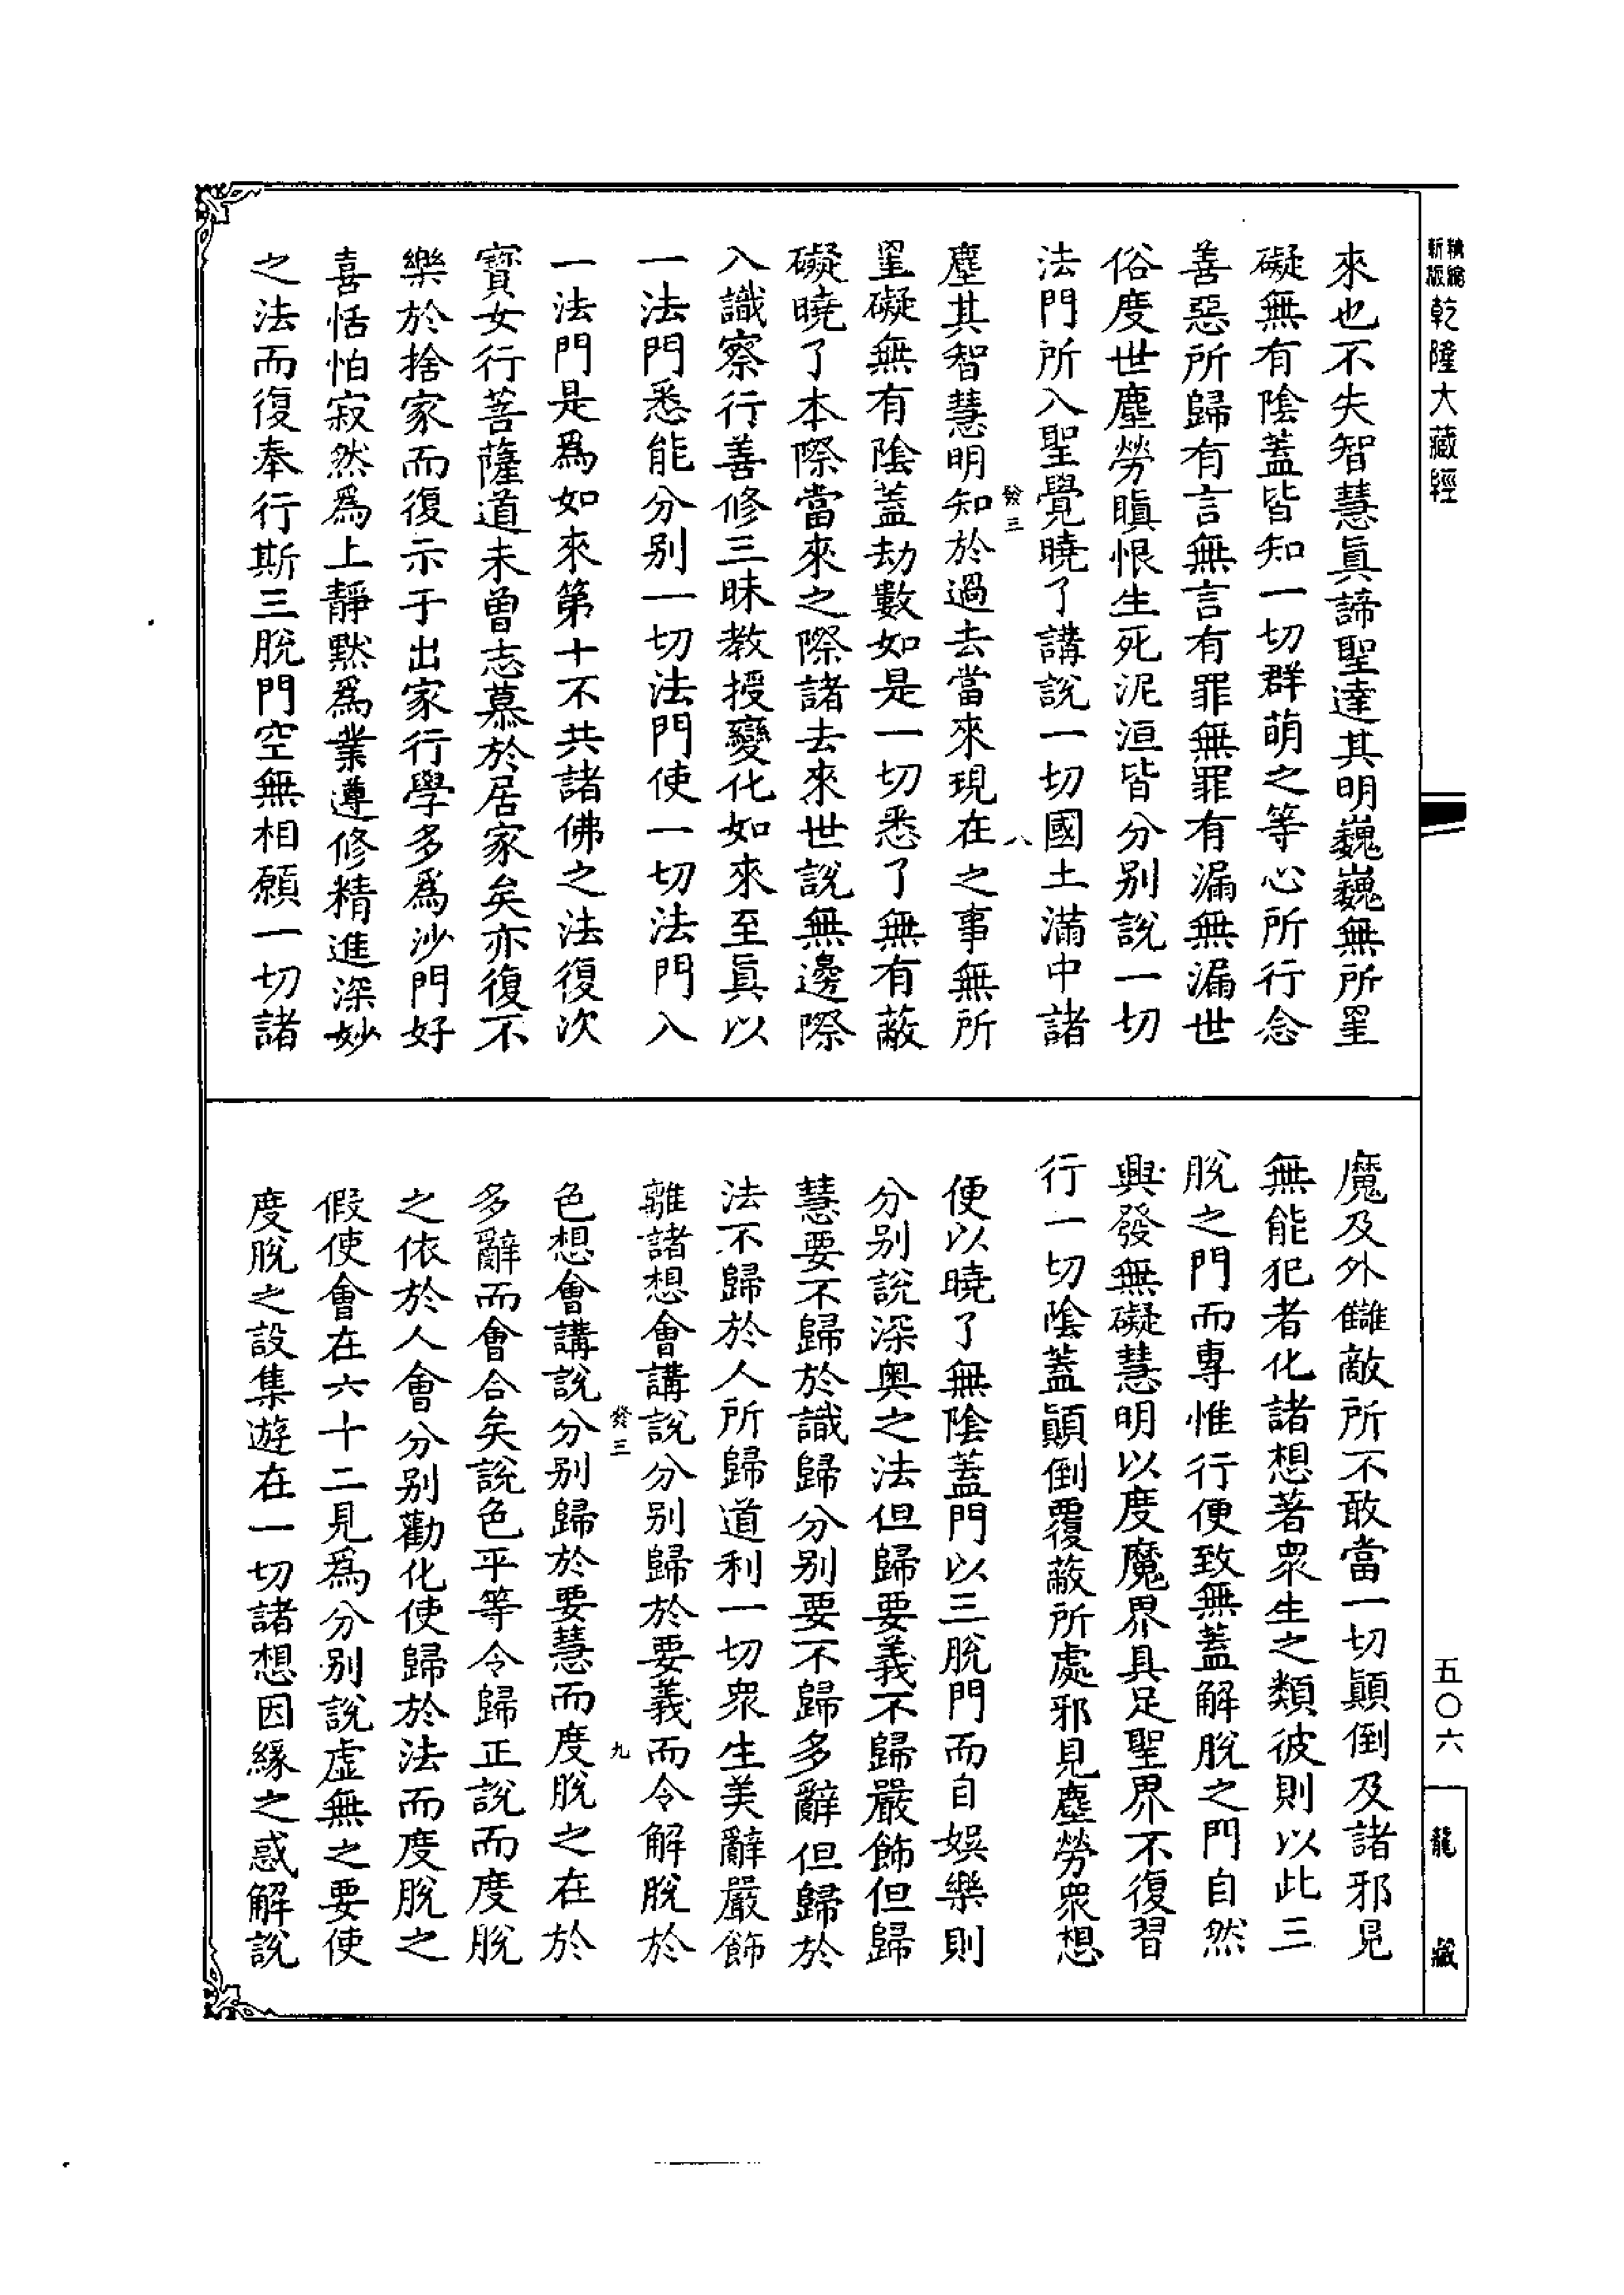 精縮
新版
乾隆大藏經
來也不失智慧眞諦聖達其明巍巍無所罣
礙無有陰蓋皆知一切群萌之等心所行念
善惡所歸有言無言有罪無罪有漏無漏世
俗度世塵勞瞋恨生死泥洹皆分別說一切
法門所入聖覺曉了講說一切國土滿中諸
發三 八
塵其智慧明知於過去當來現在之事無所
罣礙無有陰蓋劫數如是一切悉了無有蔽
礙曉了本際當來之際諸去來世說無邊際
入識察行善修三昧教授變化如來至眞以
一法門悉能分別一切法門使一切法門入
一法門是爲如來第十不共諸佛之法復次
寶女行菩薩道未曾志慕於居家矣亦復不
樂於捨家而復示于出家行學多爲沙門好
喜恬怕寂然爲上靜默爲業遵修精進深妙
之法而復奉行斯三脫門空無相願一切諸
魔及外讎敵所不敢當一切顚倒及諸邪見
無能犯者化諸想著衆生之類彼則以此三
脫之門而專惟行便致無蓋解脫之門自然
興發無礙慧明以度魔界具足聖界不復習
行一切陰蓋顚倒覆蔽所處邪見塵勞衆想
便以曉了無陰蓋門以三脫門而自娛樂則
分別說深奧之法但歸要義不歸嚴飾但歸
慧要不歸於識歸分別要不歸多辭但歸於
法不歸於人所歸道利一切衆生美辭嚴飾
離諸想會講說分別歸於要義而令解脫於
發三 九
色想會講說分別歸於要慧而度脫之在於
多辭而會合矣說色平等令歸正說而度脫
之依於人會分別勸化使歸於法而度脫之
假使會在六十二見爲分別說虛無之要使
度脫之設集遊在一切諸想因緣之惑解說
五〇六
龍藏